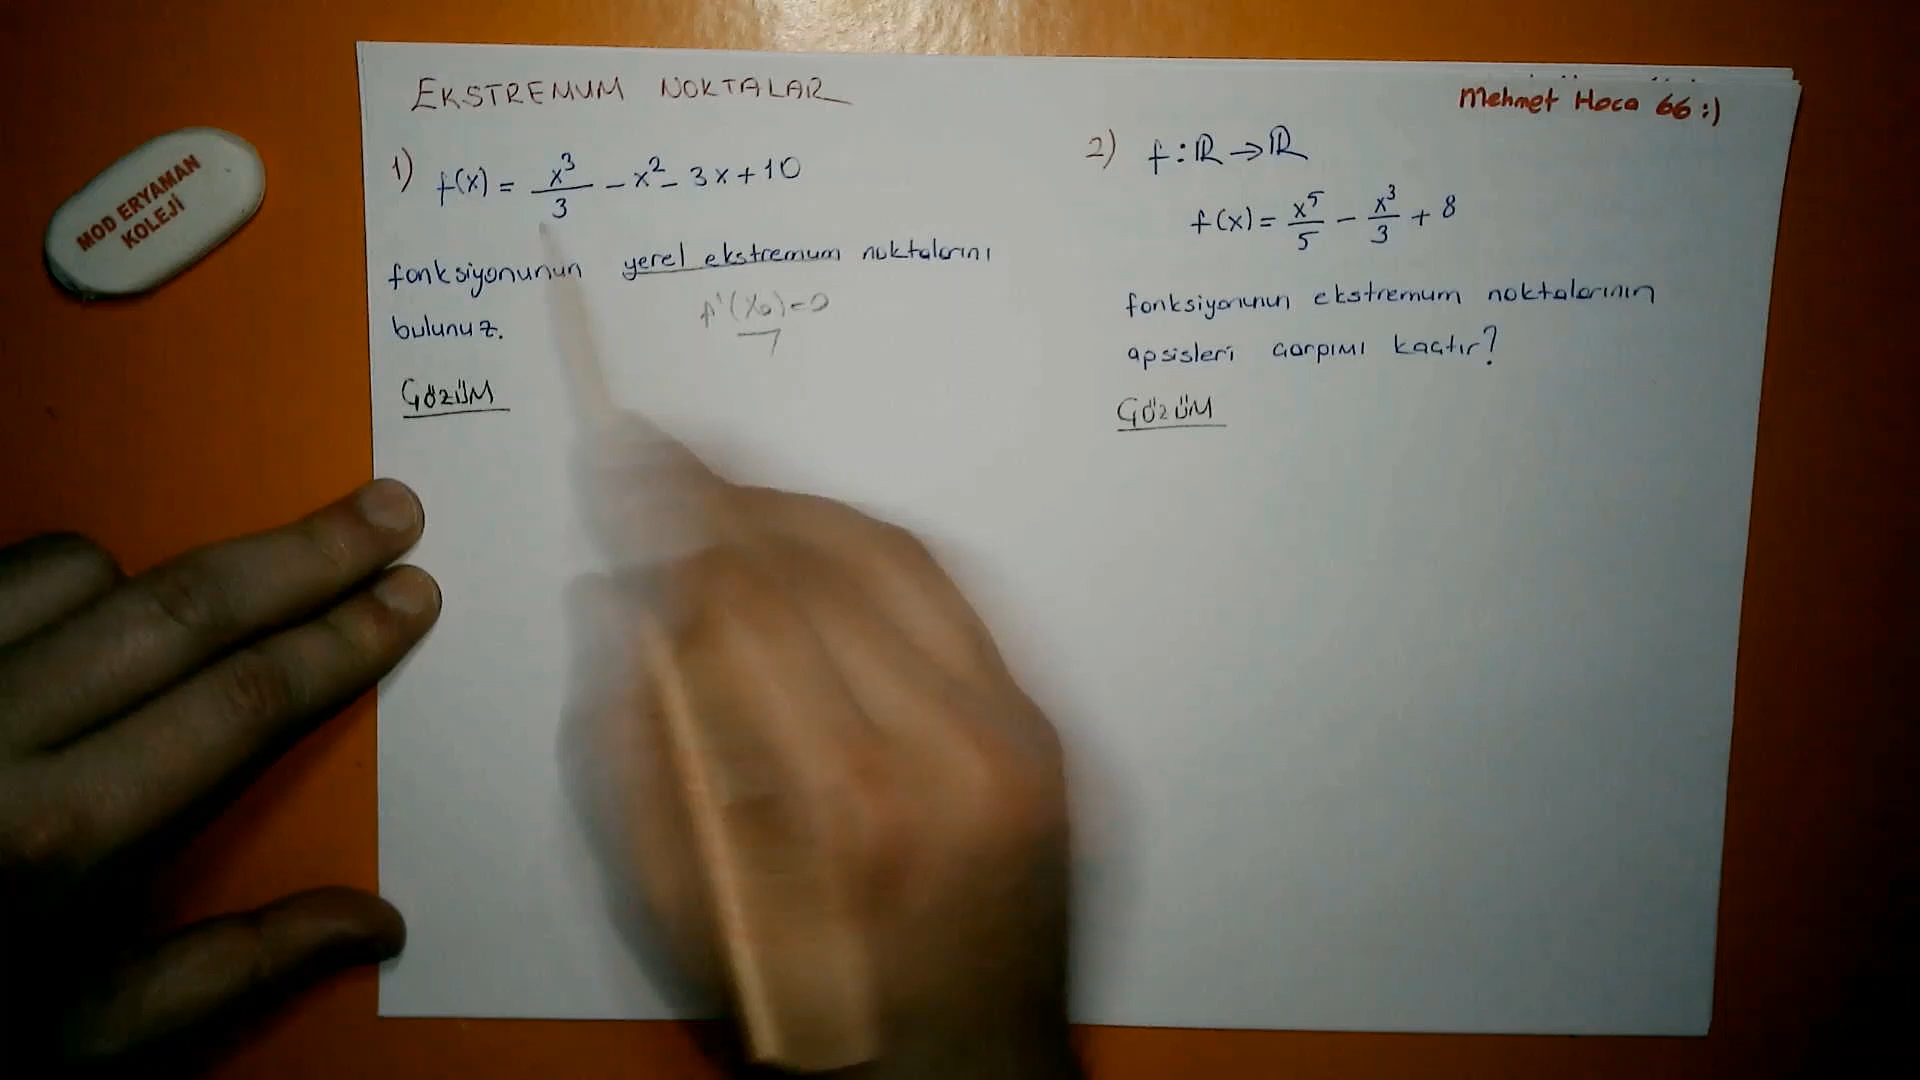 EKSTREMUM NOKTALAR
Mehmet Hoca 66 :)
MOD ERYAMAN
KOLEJİ
1) f(x) = x³/3 - x² - 3x + 10
fonksiyonunun yerel ekstremum noktalarını
bulunuz.
f'(x₀)=0
ÇÖZÜM
2) f : ℝ → ℝ
f(x) = x⁵/5 - x³/3 + 8
fonksiyonunun ekstremum noktalarının
apsisleri çarpımı kaçtır?
ÇÖZÜM